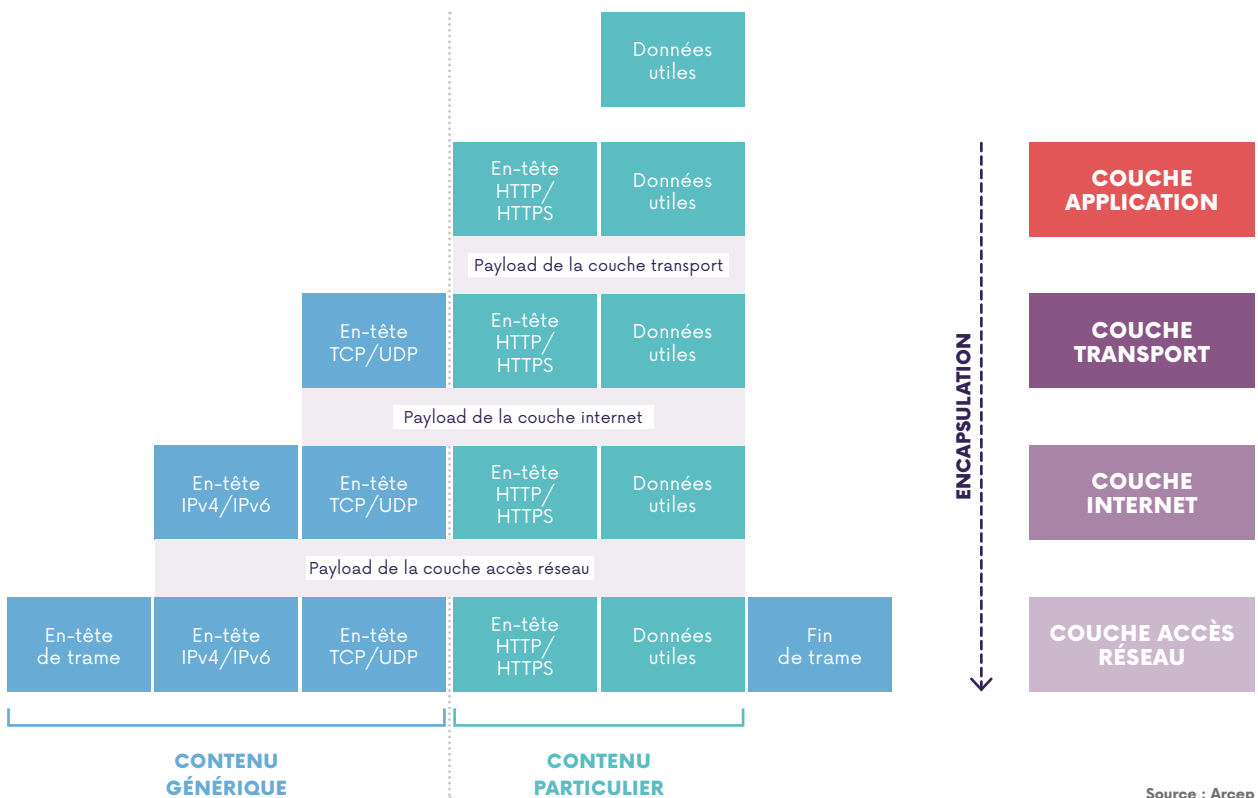 Données
utiles
En-tête
HTTP/
HTTPS
Données
utiles
COUCHE
APPLICATION
Payload de la couche transport
En-tête
TCP/UDP
En-tête
HTTP/
HTTPS
Données
utiles
COUCHE
TRANSPORT
Payload de la couche internet
ENCAPSULATION
En-tête
IPv4/IPv6
En-tête
TCP/UDP
En-tête
HTTP/
HTTPS
Données
utiles
COUCHE
INTERNET
Payload de la couche accès réseau
En-tête
de trame
En-tête
IPv4/IPv6
En-tête
TCP/UDP
En-tête
HTTP/
HTTPS
Données
utiles
Fin
de trame
COUCHE ACCÈS
RÉSEAU
CONTENU
GÉNÉRIQUE
CONTENU
PARTICULIER
Source : Arcep